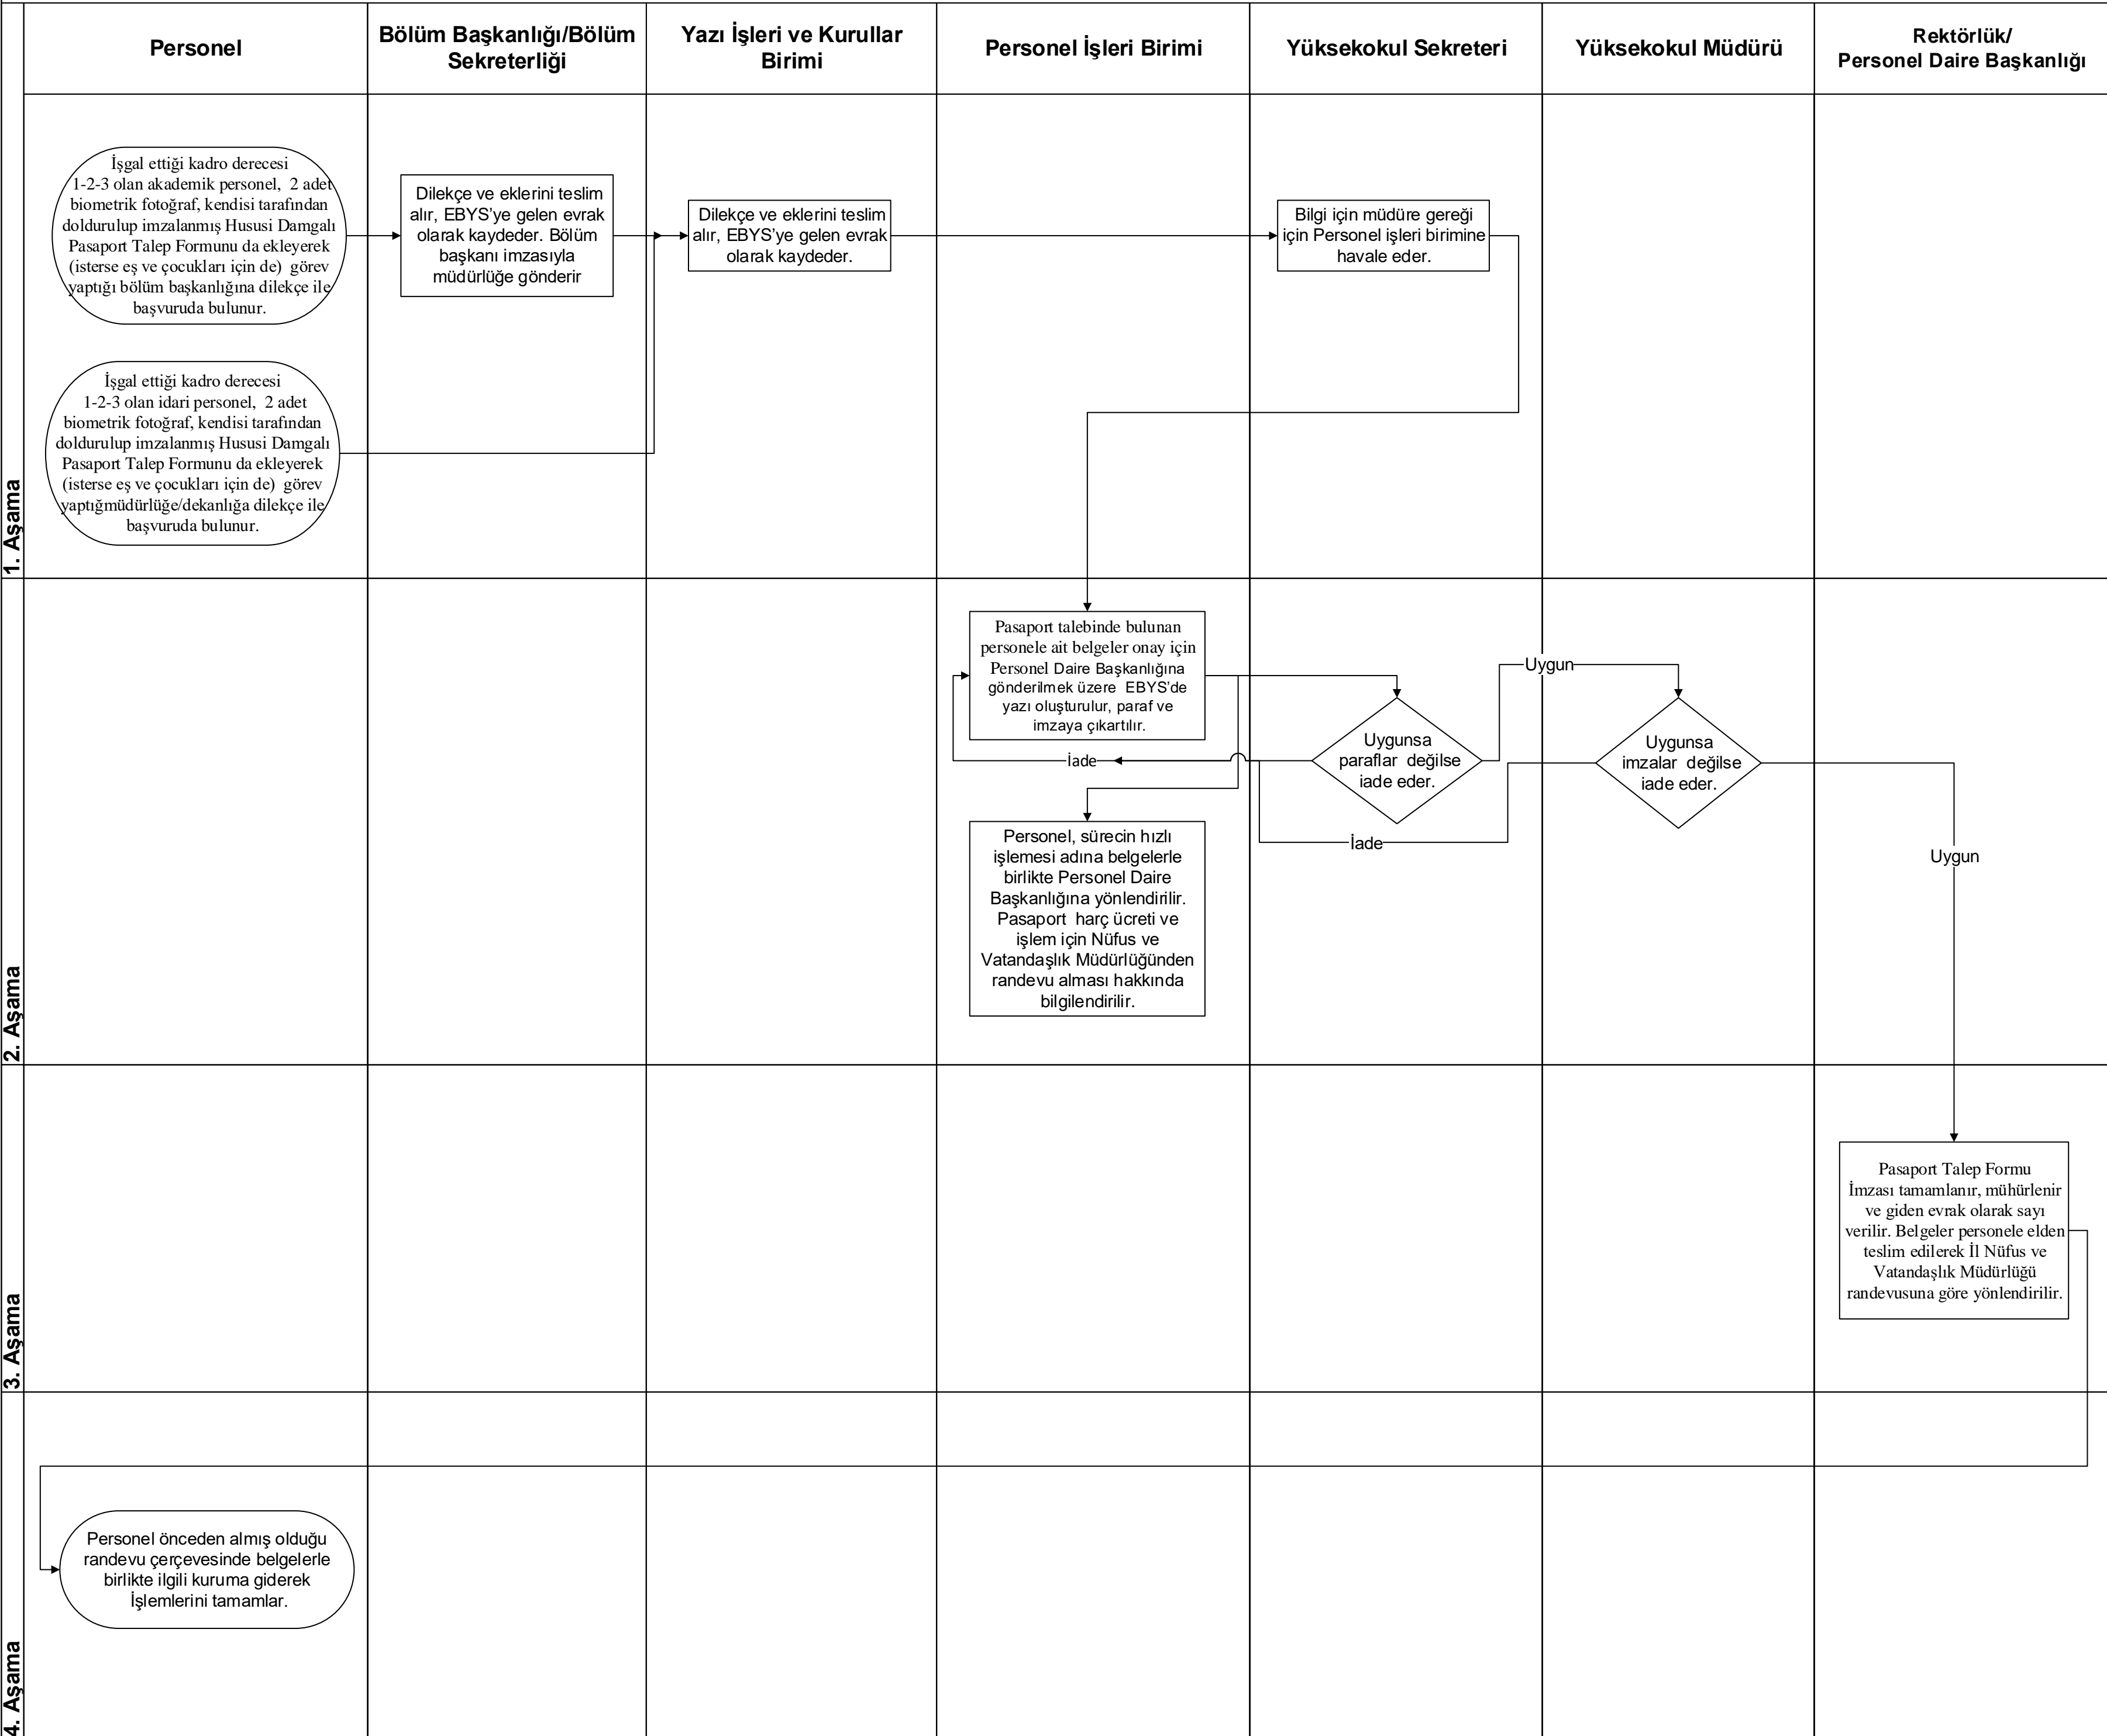 Personel
Bölüm Başkanlığı/Bölüm
Sekreterliği
Yazı İşleri ve Kurullar
Birimi
Personel İşleri Birimi
Yüksekokul Sekreteri
Yüksekokul Müdürü
Rektörlük/
Personel Daire Başkanlığı
1. Aşama
İşgal ettiği kadro derecesi
1-2-3 olan akademik personel, 2 adet
biometrik fotoğraf, kendisi tarafından
doldurulup imzalanmış Hususi Damgalı
Pasaport Talep Formunu da ekleyerek
(isterse eş ve çocukları için de) görev
yaptığı bölüm başkanlığına dilekçe ile
başvuruda bulunur.
Dilekçe ve eklerini teslim
alır, EBYS’ye gelen evrak
olarak kaydeder. Bölüm
başkanı imzasıyla
müdürlüğe gönderir
Dilekçe ve eklerini teslim
alır, EBYS’ye gelen evrak
olarak kaydeder.
Bilgi için müdüre gereği
için Personel işleri birimine
havale eder.
İşgal ettiği kadro derecesi
1-2-3 olan idari personel, 2 adet
biometrik fotoğraf, kendisi tarafından
doldurulup imzalanmış Hususi Damgalı
Pasaport Talep Formunu da ekleyerek
(isterse eş ve çocukları için de) görev
yaptığmüdürlüğe/dekanlığa dilekçe ile
başvuruda bulunur.
2. Aşama
Pasaport talebinde bulunan
personele ait belgeler onay için
Personel Daire Başkanlığına
gönderilmek üzere EBYS’de
yazı oluşturulur, paraf ve
imzaya çıkartılır.
Uygun
Uygunsa
paraflar değilse
iade eder.
Uygunsa
imzalar değilse
iade eder.
İade
İade
Uygun
Personel, sürecin hızlı
işlemesi adına belgelerle
birlikte Personel Daire
Başkanlığına yönlendirilir.
Pasaport harç ücreti ve
işlem için Nüfus ve
Vatandaşlık Müdürlüğünden
randevu alması hakkında
bilgilendirilir.
3. Aşama
Pasaport Talep Formu
İmzası tamamlanır, mühürlenir
ve giden evrak olarak sayı
verilir. Belgeler personele elden
teslim edilerek İl Nüfus ve
Vatandaşlık Müdürlüğü
randevusuna göre yönlendirilir.
4. Aşama
Personel önceden almış olduğu
randevu çerçevesinde belgelerle
birlikte ilgili kuruma giderek
İşlemlerini tamamlar.